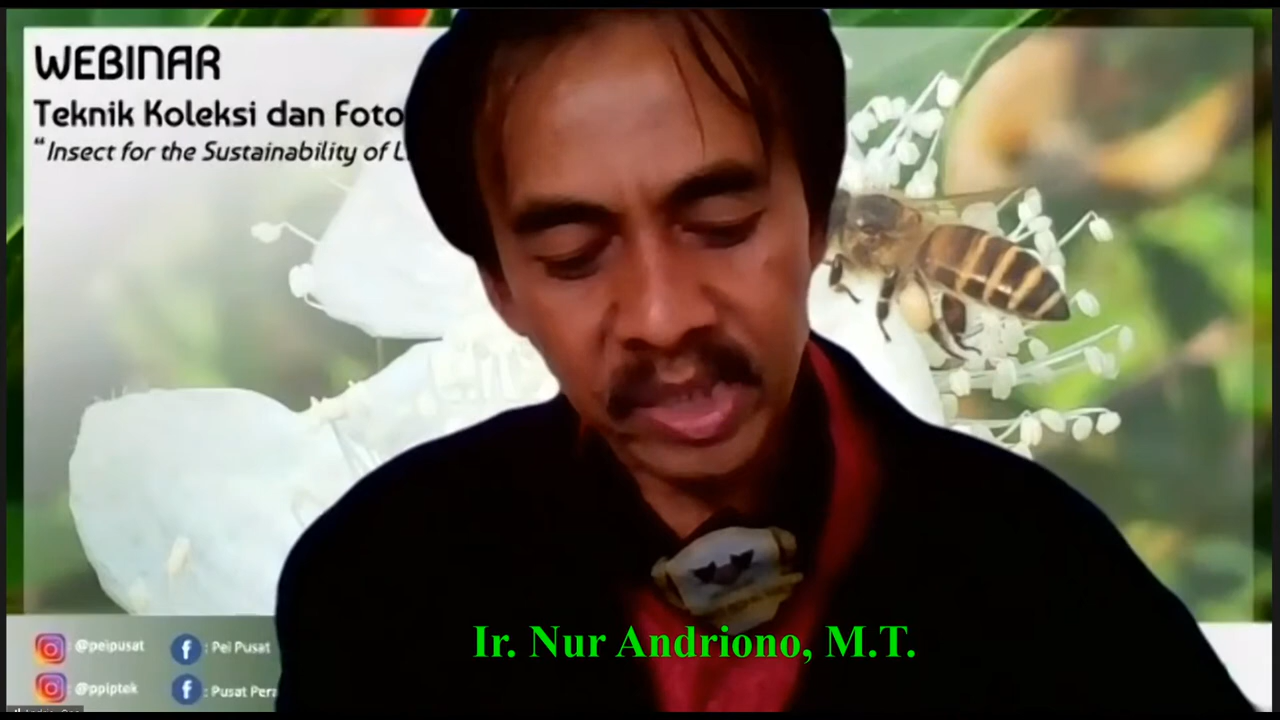 WEBINAR
Teknik Koleksi dan Foto
"Insect for the Sustainability of L
Ir. Nur Andriono, M.T.
: @peipusat : Pei Pusat
: @ppiptek : Pusat Pera